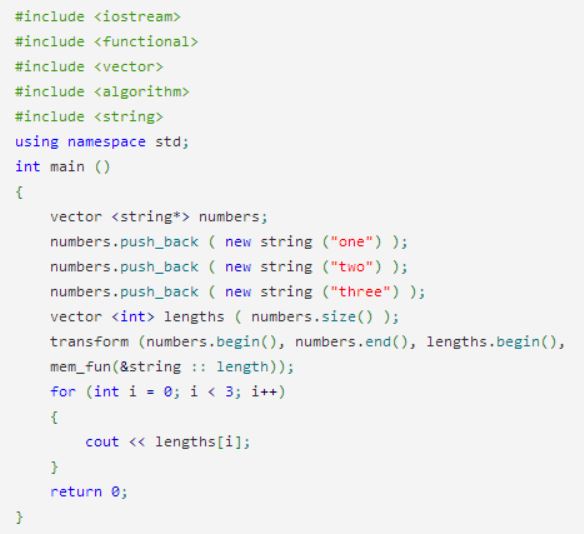 #include <iostream>
#include <functional>
#include <vector>
#include <algorithm>
#include <string>
using namespace std;
int main ()
{
    vector <string*> numbers;
    numbers.push_back ( new string ("one") );
    numbers.push_back ( new string ("two") );
    numbers.push_back ( new string ("three") );
    vector <int> lengths ( numbers.size() );
    transform (numbers.begin(), numbers.end(), lengths.begin(),
    mem_fun(&string :: length));
    for (int i = 0; i < 3; i++)
    {
        cout << lengths[i];
    }
    return 0;
}